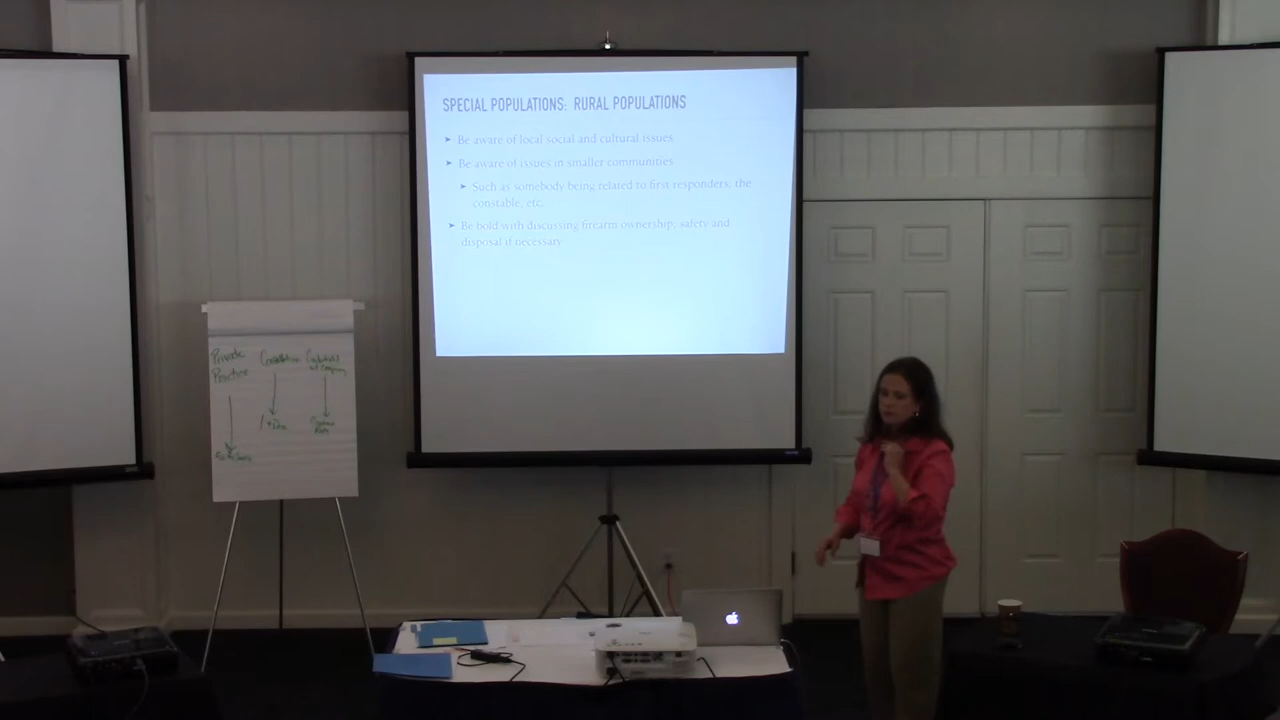 SPECIAL POPULATIONS: RURAL POPULATIONS
➤ Be aware of local social and cultural issues
➤ Be aware of issues in smaller communities
➤ Such as somebody being related to first responders, the
constable, etc.
➤ Be bold with discussing firearm ownership, safety and
disposal if necessary
Private
Practice